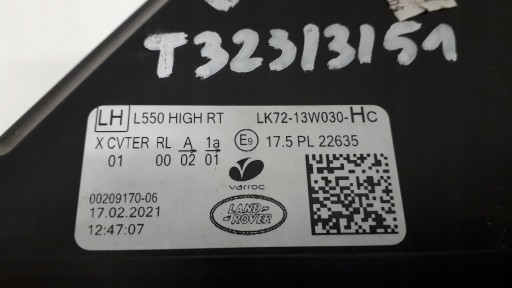 T32313151
LH L550 HIGH RT LK72-13W030-HC
X CVTER RL A 1a E9 17.5 PL 22635
01 00 02 01
varroc
00209170-06
17.02.2021
12:47:07
LAND ROVER